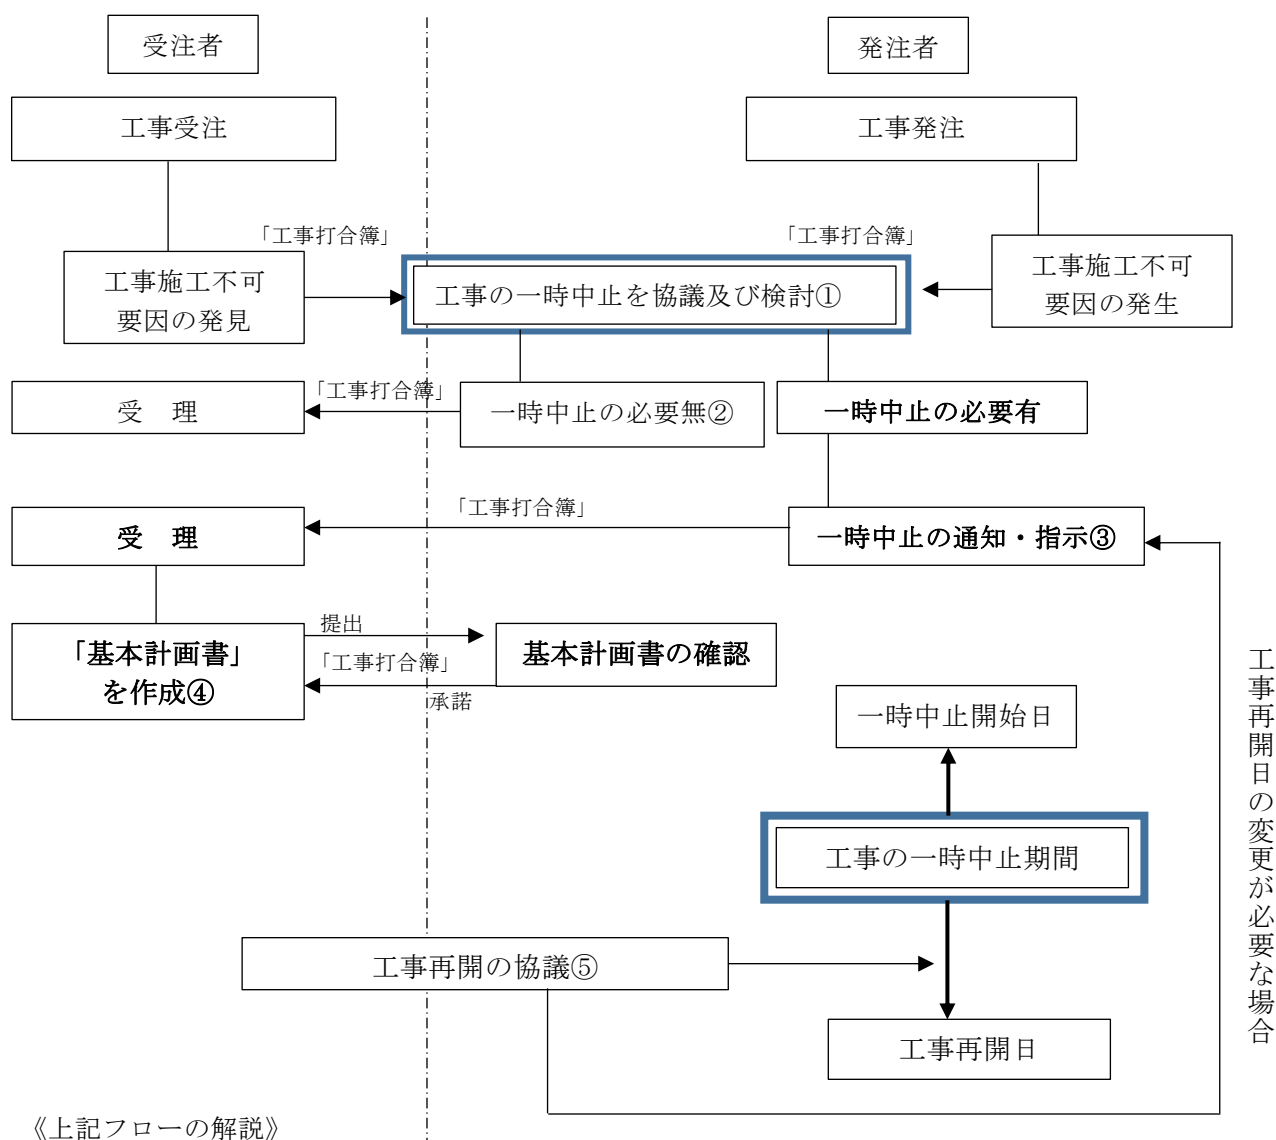 受注者
発注者
工事受注
工事発注
「工事打合簿」
「工事打合簿」
工事施工不可
要因の発見
工事の一時中止を協議及び検討①
工事施工不可
要因の発生
受　理
「工事打合簿」
一時中止の必要無②
一時中止の必要有
受　理
「工事打合簿」
一時中止の通知・指示③
「基本計画書」
を作成④
提出
「工事打合簿」
承諾
基本計画書の確認
一時中止開始日
工事の一時中止期間
工事再開の協議⑤
工事再開日
工事再開日の変更が必要な場合
《上記フローの解説》